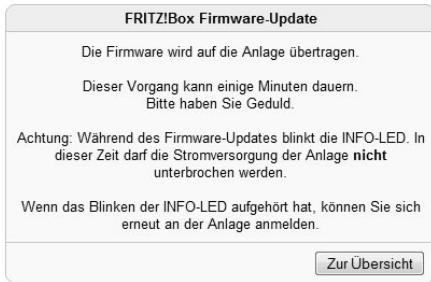 FRITZ!Box Firmware-Update
Die Firmware wird auf die Anlage übertragen.
Dieser Vorgang kann einige Minuten dauern.
Bitte haben Sie Geduld.
Achtung: Während des Firmware-Updates blinkt die INFO-LED. In
dieser Zeit darf die Stromversorgung der Anlage nicht
unterbrochen werden.
Wenn das Blinken der INFO-LED aufgehört hat, können Sie sich
erneut an der Anlage anmelden.
Zur Übersicht